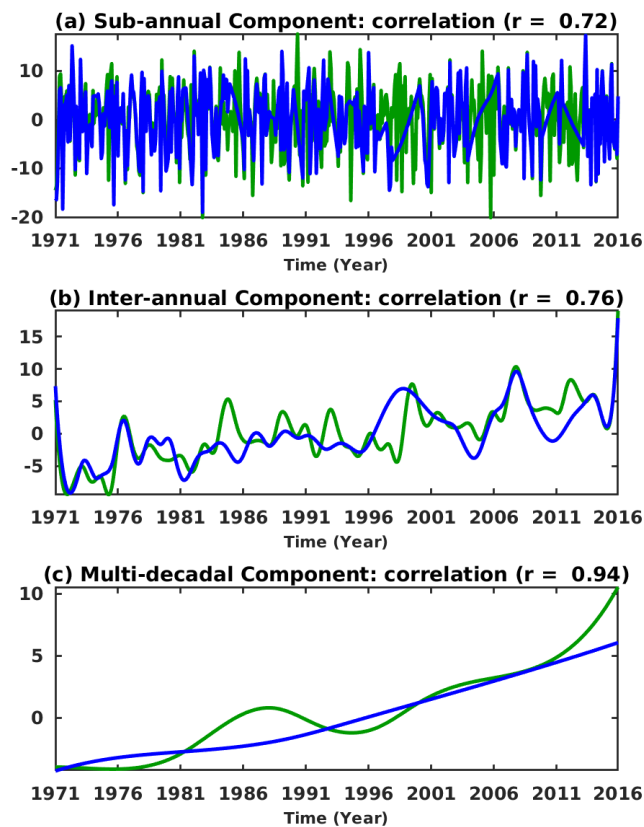 (a) Sub-annual Component: correlation (r =  0.72)
10
0
-10
-20
1971 1976 1981 1986 1991 1996 2001 2006 2011 2016
Time (Year)
(b) Inter-annual Component: correlation (r =  0.76)
15
10
5
0
-5
1971 1976 1981 1986 1991 1996 2001 2006 2011 2016
Time (Year)
(c) Multi-decadal Component: correlation (r =  0.94)
10
5
0
1971 1976 1981 1986 1991 1996 2001 2006 2011 2016
Time (Year)